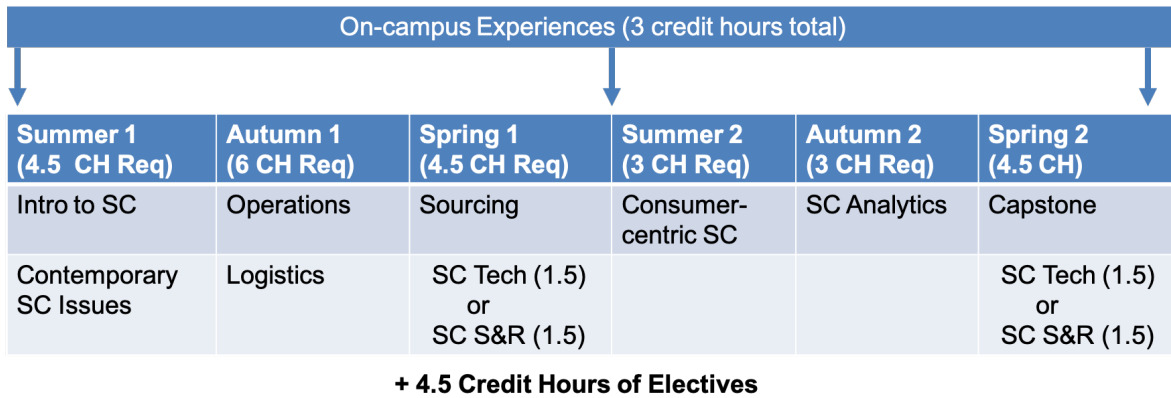 On-campus Experiences (3 credit hours total)
Summer 1
(4.5  CH Req)
Autumn 1
(6 CH Req)
Spring 1
(4.5 CH Req)
Summer 2
(3 CH Req)
Autumn 2
(3 CH Req)
Spring 2
(4.5 CH)
Intro to SC
Operations
Sourcing
Consumer-
centric SC
SC Analytics
Capstone
Contemporary
SC Issues
Logistics
SC Tech (1.5)
or
SC S&R (1.5)
SC Tech (1.5)
or
SC S&R (1.5)
+ 4.5 Credit Hours of Electives